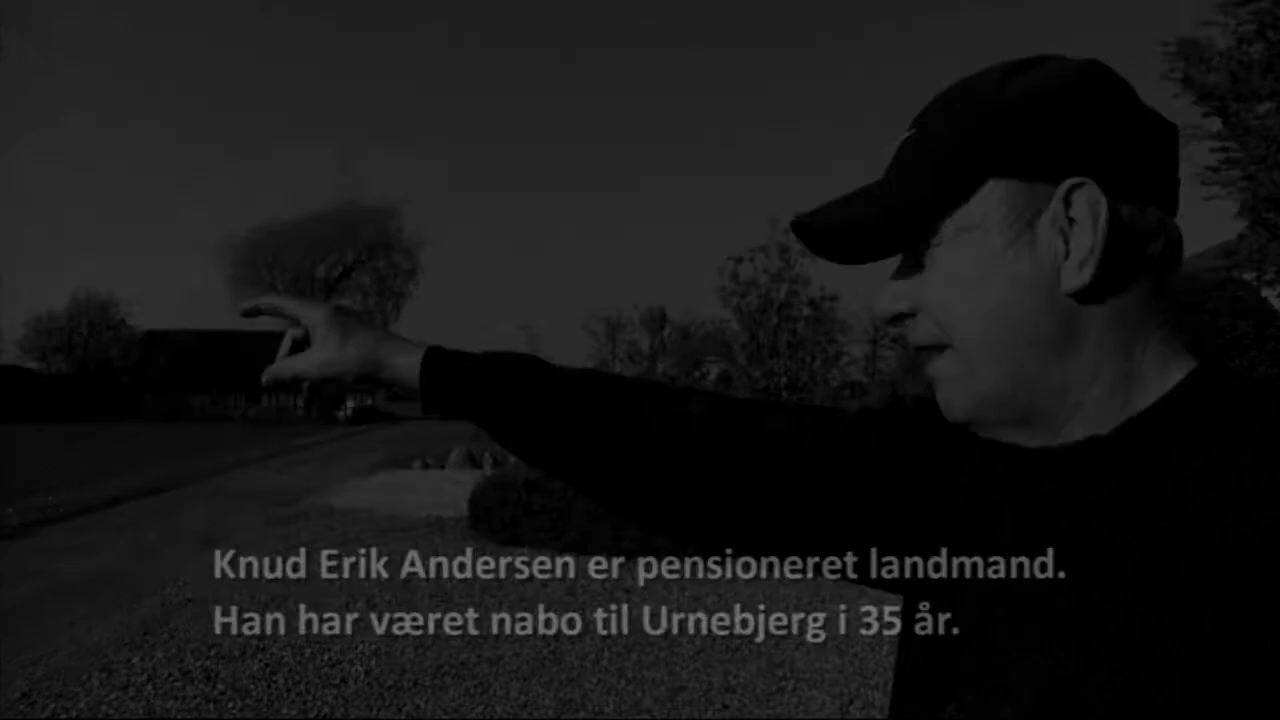 Knud Erik Andersen er pensioneret landmand.
Han har været nabo til Urnebjerg i 35 år.